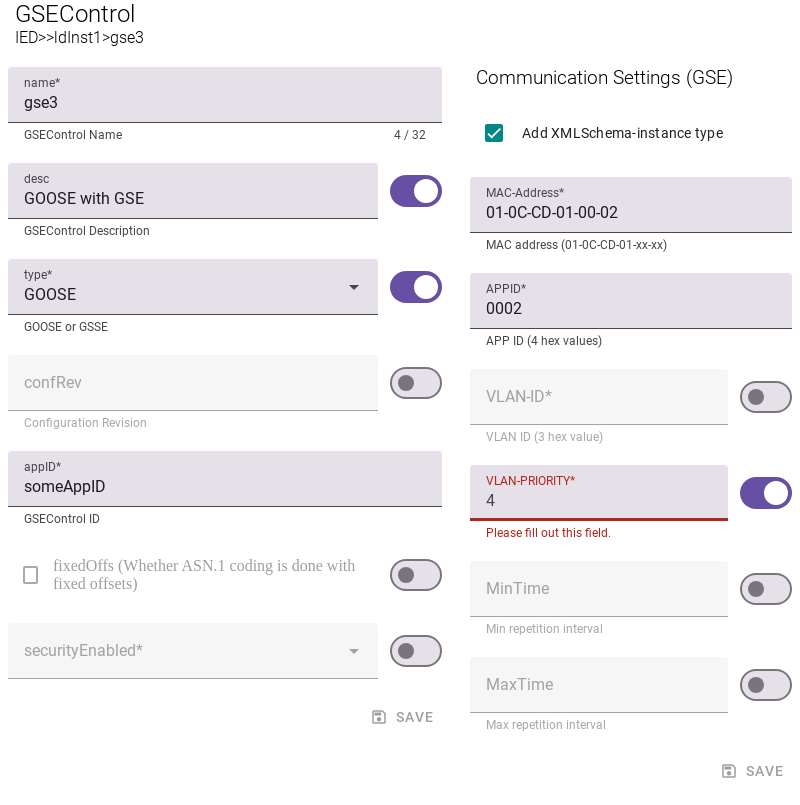 GSEControl
IED>>ldInst1>gse3
name*
gse3
GSEControl Name
4 / 32
desc
GOOSE with GSE
GSEControl Description
type*
GOOSE
GOOSE or GSSE
confRev
Configuration Revision
appID*
someAppID
GSEControl ID
fixedOffs (Whether ASN.1 coding is done with
fixed offsets)
securityEnabled*
SAVE
Communication Settings (GSE)
Add XMLSchema-instance type
MAC-Address*
01-0C-CD-01-00-02
MAC address (01-0C-CD-01-xx-xx)
APPID*
0002
APP ID (4 hex values)
VLAN-ID*
VLAN ID (3 hex value)
VLAN-PRIORITY*
4
Please fill out this field.
MinTime
Min repetition interval
MaxTime
Max repetition interval
SAVE